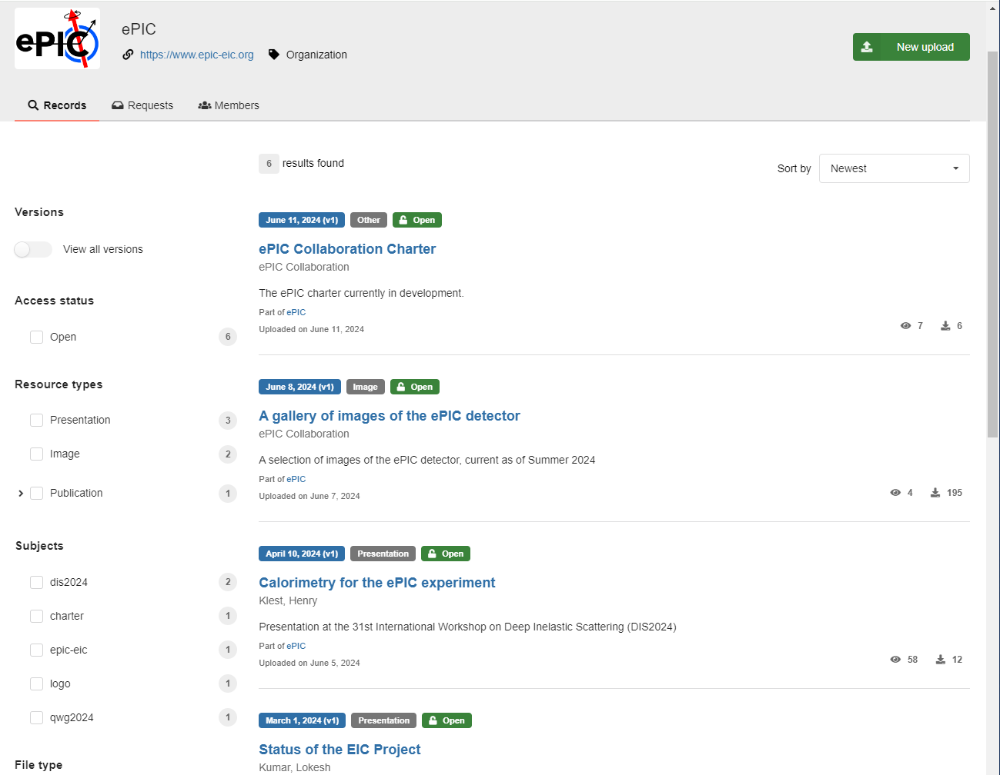 ePIC
ePIC
https://www.epic-eic.org
Organization
New upload
Records
Requests
Members
6 results found
Sort by
Newest
Versions
View all versions
Access status
Open 6
Resource types
Presentation 3
Image 2
Publication 1
Subjects
dis2024 2
charter 1
epic-eic 1
logo 1
qwg2024 1
File type
June 11, 2024 (v1) Other Open
ePIC Collaboration Charter
ePIC Collaboration
The ePIC charter currently in development.
Part of ePIC
Uploaded on June 11, 2024
7 6
June 8, 2024 (v1) Image Open
A gallery of images of the ePIC detector
ePIC Collaboration
A selection of images of the ePIC detector, current as of Summer 2024
Part of ePIC
Uploaded on June 7, 2024
4 195
April 10, 2024 (v1) Presentation Open
Calorimetry for the ePIC experiment
Klest, Henry
Presentation at the 31st International Workshop on Deep Inelastic Scattering (DIS2024)
Part of ePIC
Uploaded on June 5, 2024
58 12
March 1, 2024 (v1) Presentation Open
Status of the EIC Project
Kumar, Lokesh